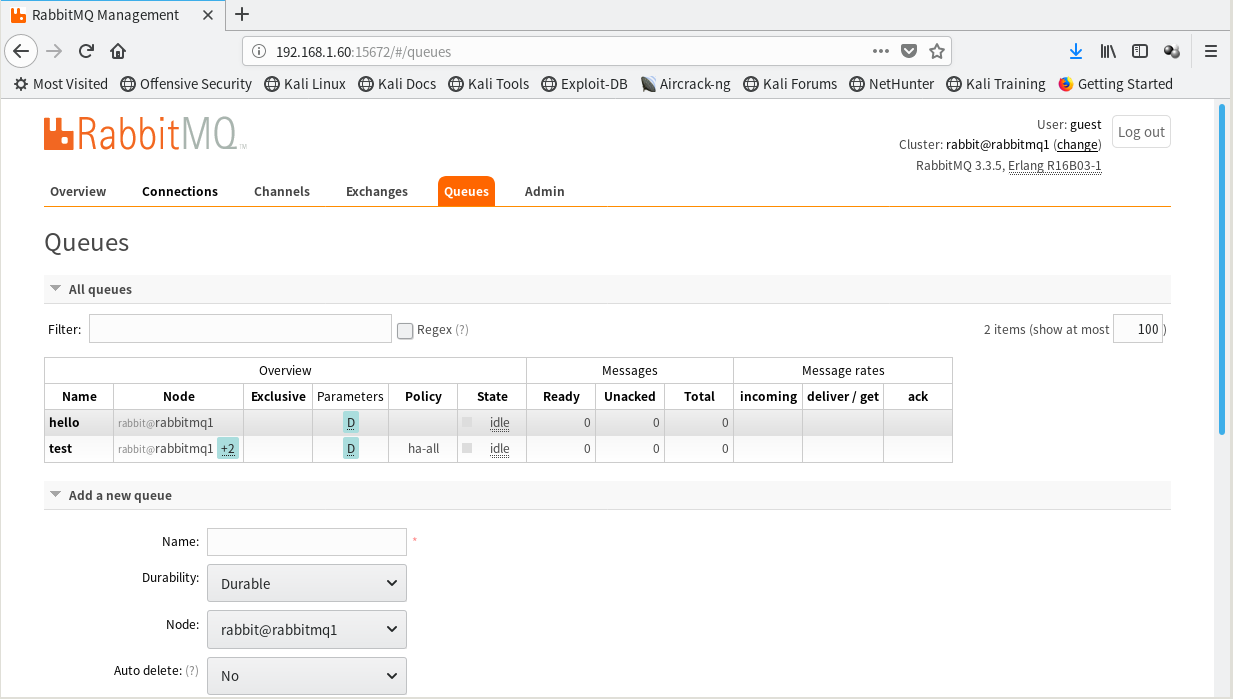 RabbitMQ Management
192.168.1.60:15672/#/queues
Most Visited Offensive Security Kali Linux Kali Docs Kali Tools Exploit-DB Aircrack-ng Kali Forums NetHunter Kali Training Getting Started
RabbitMQ™
User: guest
Cluster: rabbit@rabbitmq1 (change)
RabbitMQ 3.3.5, Erlang R16B03-1
Log out
Overview Connections Channels Exchanges Queues Admin
Queues
All queues
Filter: Regex (?) 2 items (show at most 100 )
Overview Messages Message rates
Name Node Exclusive Parameters Policy State Ready Unacked Total incoming deliver / get ack
hello rabbit@rabbitmq1 D idle 0 0 0
test rabbit@rabbitmq1 +2 D ha-all idle 0 0 0
Add a new queue
Name: *
Durability: Durable
Node: rabbit@rabbitmq1
Auto delete: (?) No